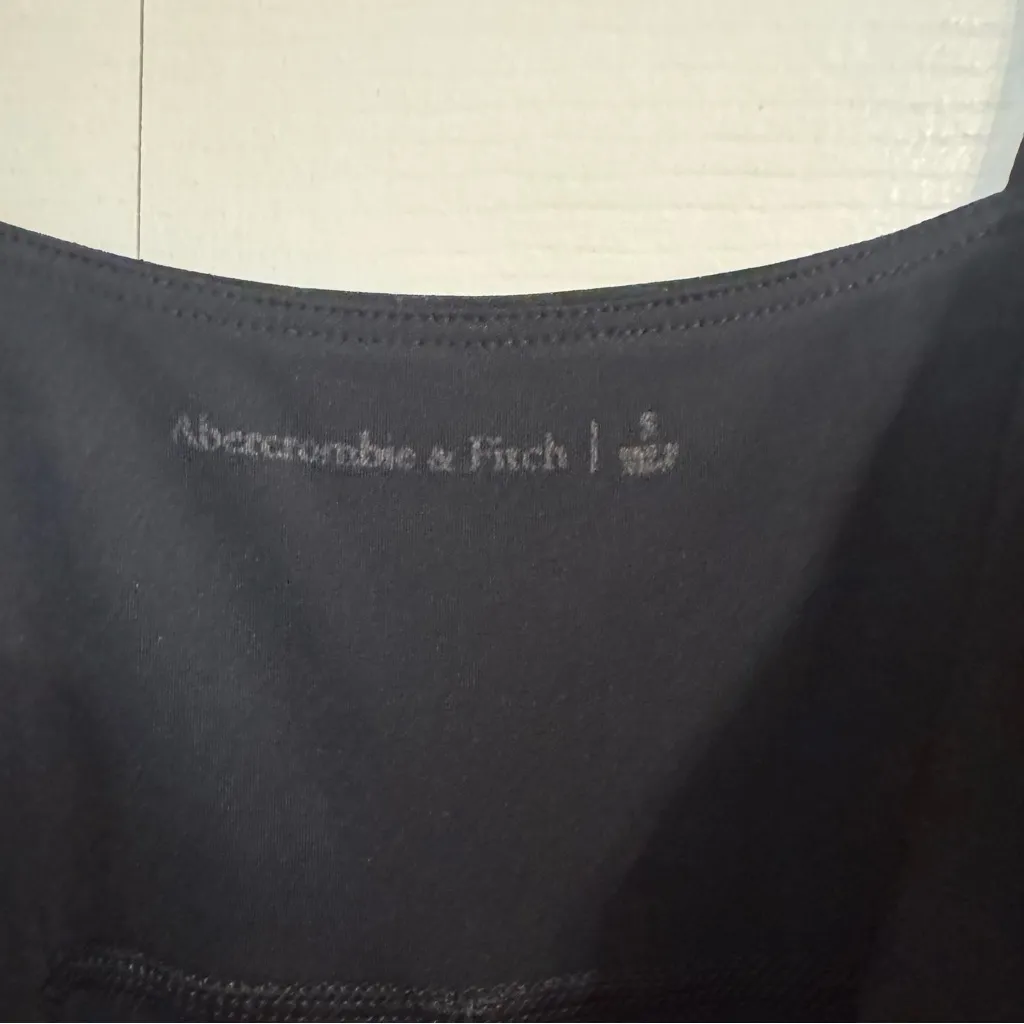 Abercrombie & Fitch |